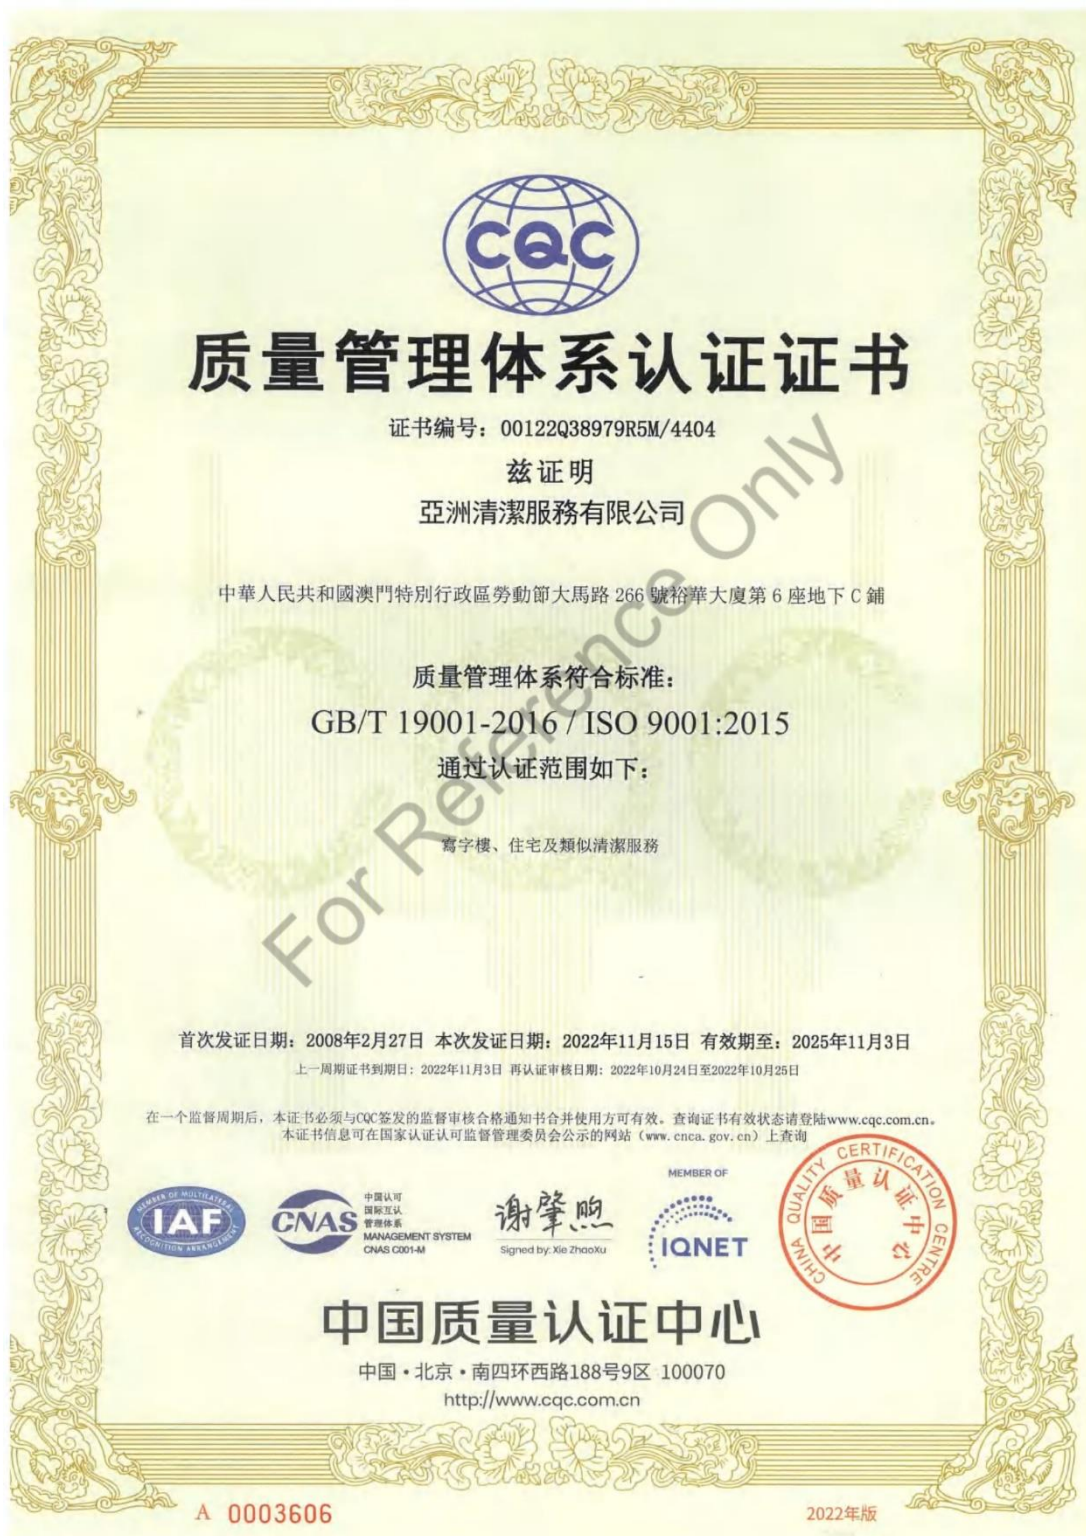 CQC
质量管理体系认证证书
证书编号：00122Q38979R5M/4404
兹证明
亞洲清潔服務有限公司
中華人民共和國澳門特別行政區勞動節大馬路 266 號裕華大廈第 6 座地下 C 鋪
质量管理体系符合标准：
GB/T 19001-2016 / ISO 9001:2015
通过认证范围如下：
寫字樓、住宅及類似清潔服務
For Reference Only
首次发证日期：2008年2月27日 本次发证日期：2022年11月15日 有效期至：2025年11月3日
上一周期证书到期日：2022年11月3日 再认证审核日期：2022年10月24日至2022年10月25日
在一个监督周期后，本证书必须与CQC签发的监督审核合格通知书合并使用方可有效。查询证书有效状态请登陆www.cqc.com.cn。
本证书信息可在国家认证认可监督管理委员会公示的网站（www.cnca.gov.cn）上查询
MEMBER OF MULTILATERAL
IAF
RECOGNITION ARRANGEMENT
CNAS
中国认可
国际互认
管理体系
MANAGEMENT SYSTEM
CNAS C001-M
谢肇煦
Signed by: Xie ZhaoXu
MEMBER OF
IQNET
CHINA QUALITY CERTIFICATION CENTRE
中国质量认证中心
中国质量认证中心
中国·北京·南四环西路188号9区 100070
http://www.cqc.com.cn
A 0003606
2022年版